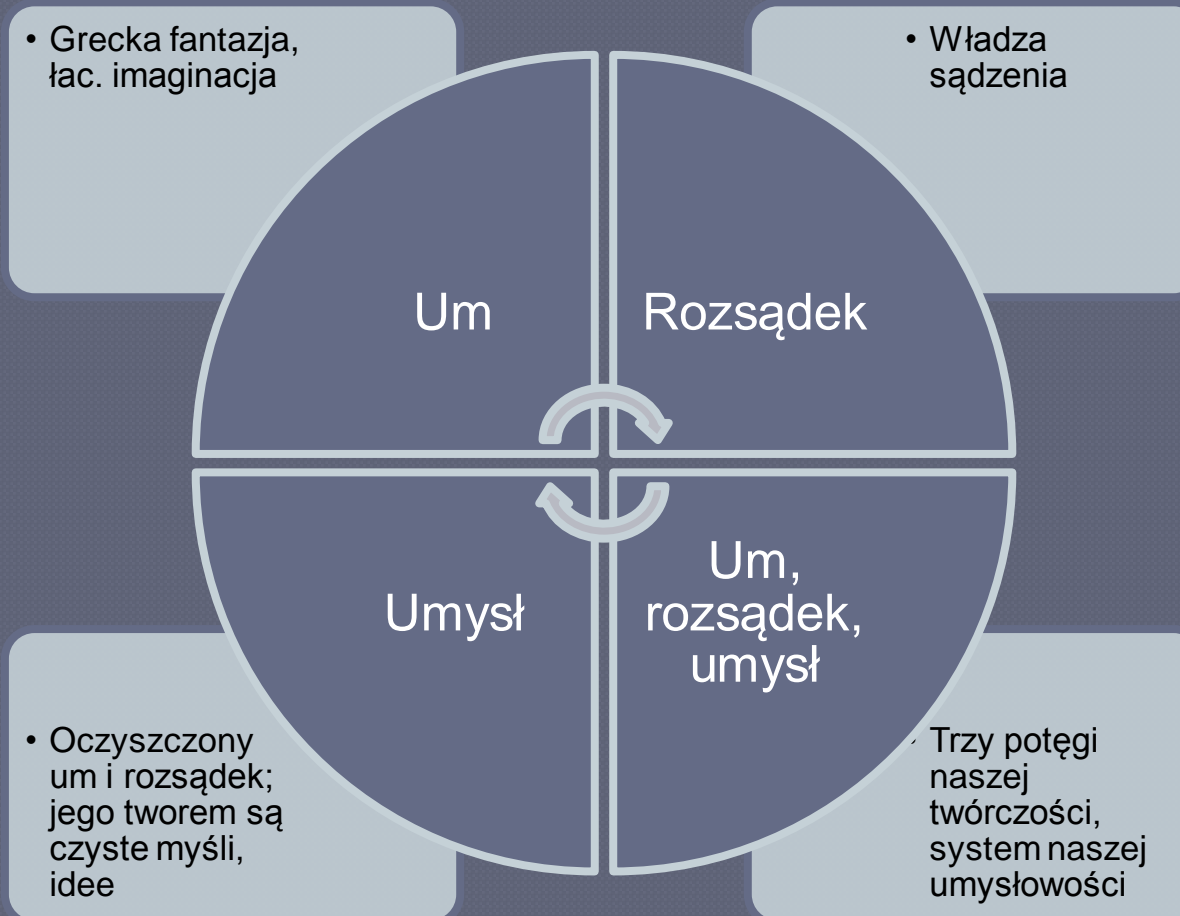 • Grecka fantazja,
łac. imaginacja
• Władza
sądzenia
Um
Rozsądek
Umysł
Um,
rozsądek,
umysł
• Oczyszczony
um i rozsądek;
jego tworem są
czyste myśli,
idee
• Trzy potęgi
naszej
twórczości,
system naszej
umysłowości